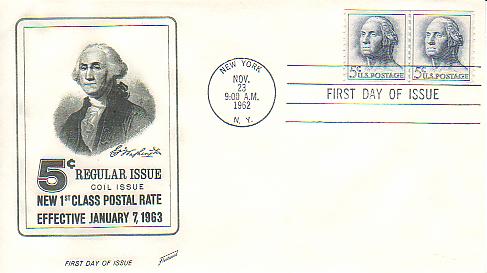 NEW YORK
NOV.
23
9:00 A.M.
1962
N. Y.
5¢ U.S. POSTAGE
5¢ U.S. POSTAGE
FIRST DAY OF ISSUE
G. Washington
5¢ REGULAR ISSUE
COIL ISSUE
NEW 1ST CLASS POSTAL RATE
EFFECTIVE JANUARY 7, 1963
FIRST DAY OF ISSUE